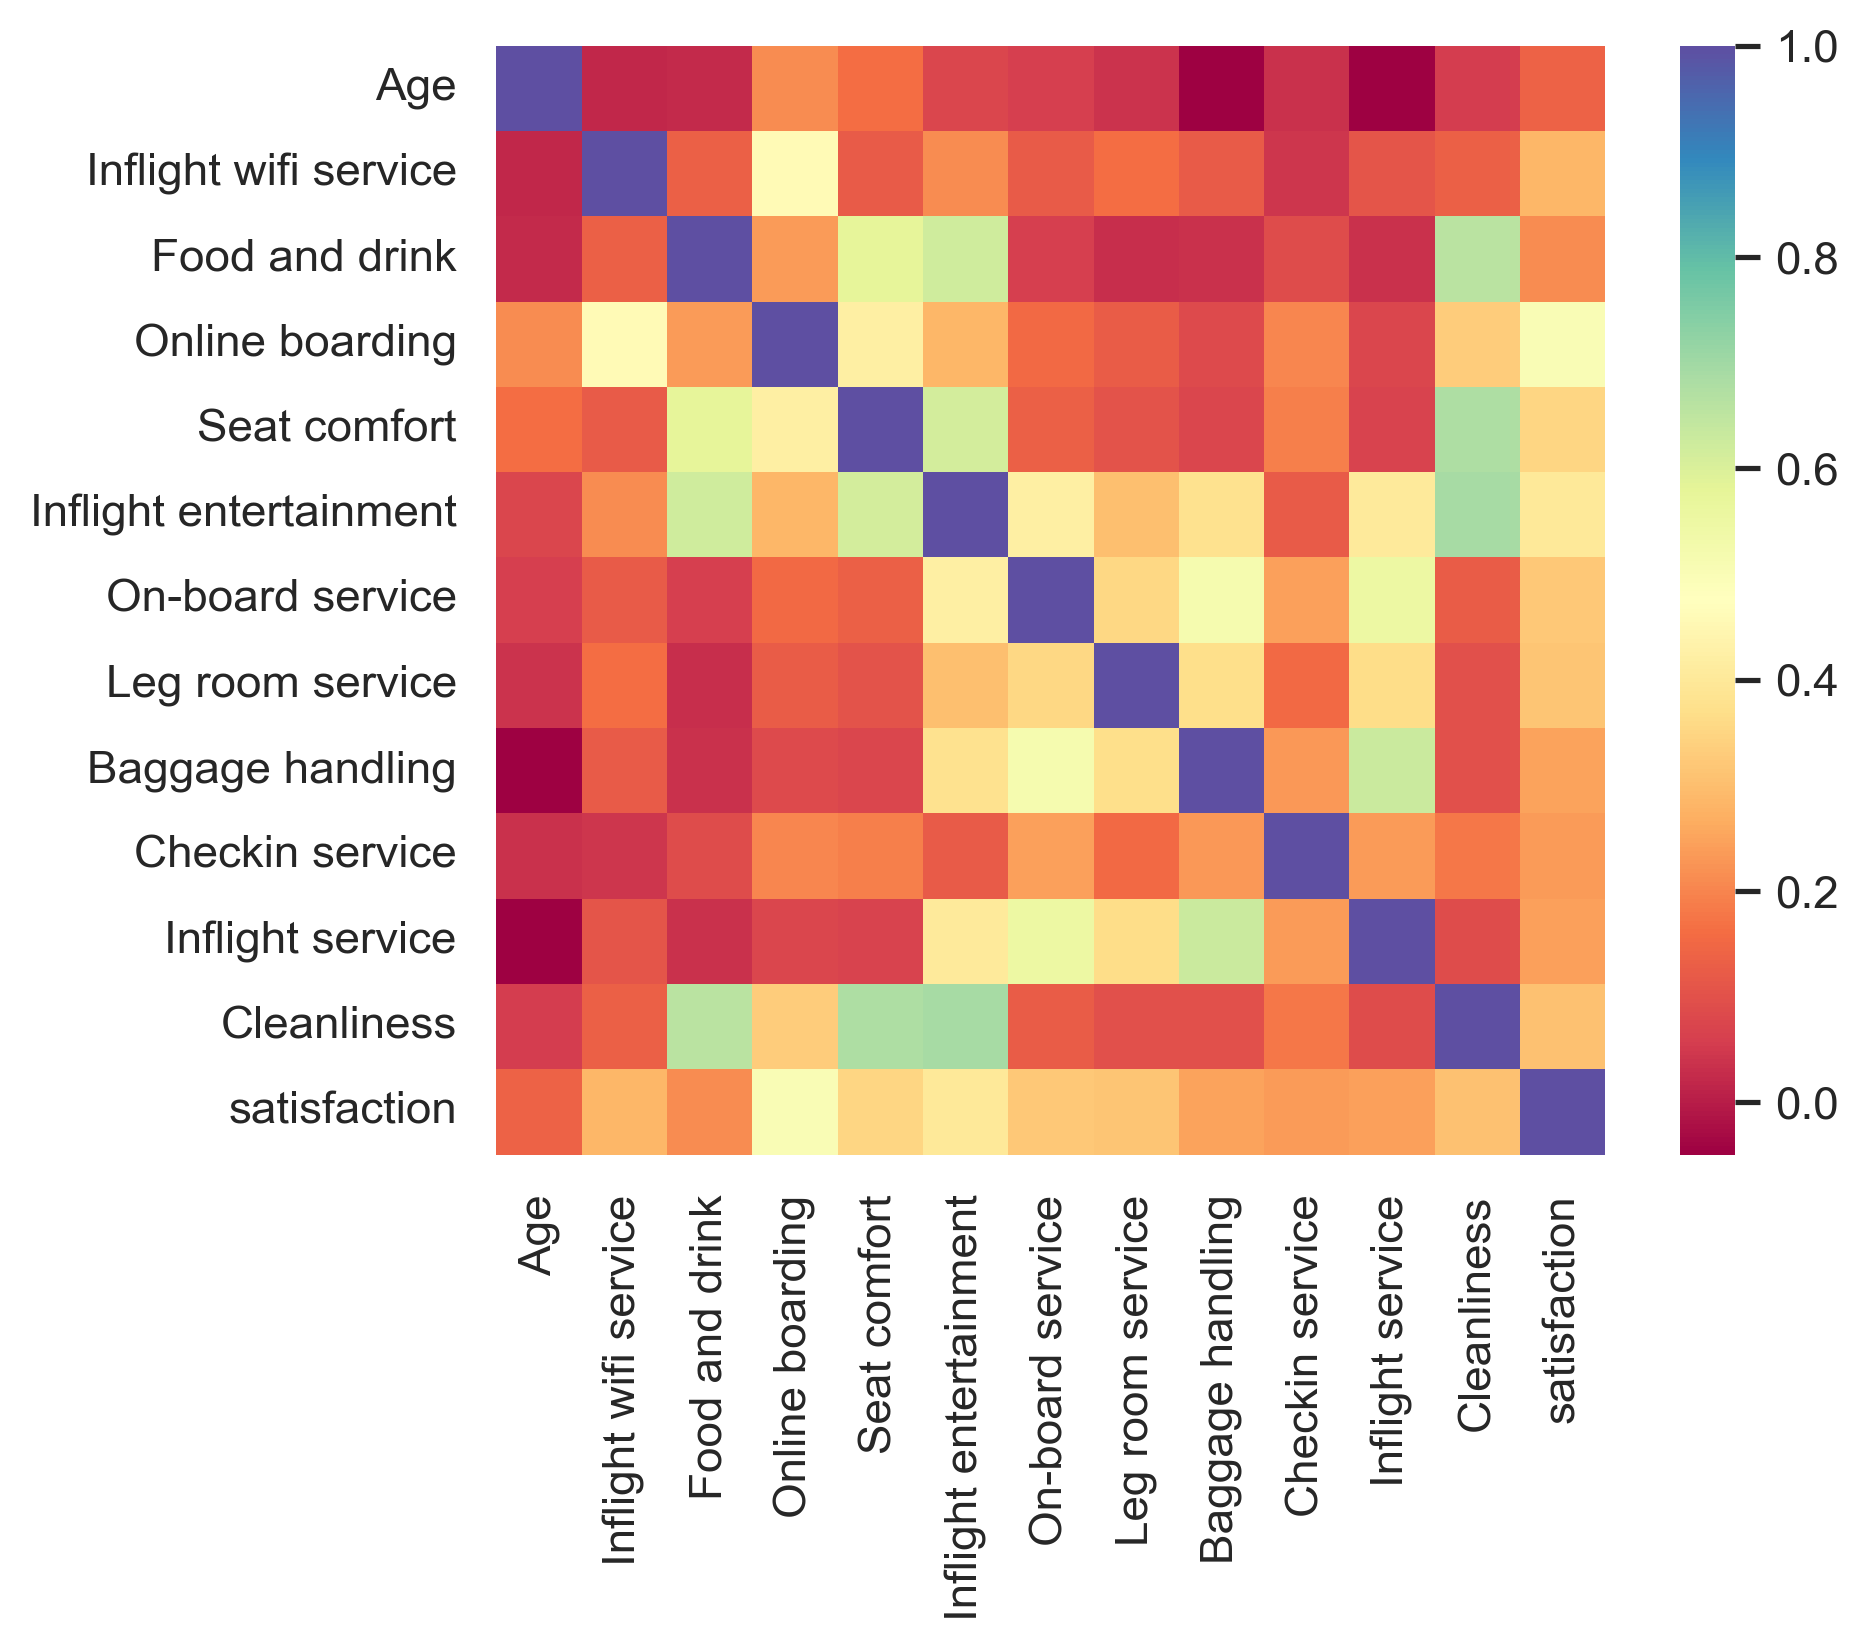 Age
Inflight wifi service
Food and drink
Online boarding
Seat comfort
Inflight entertainment
On-board service
Leg room service
Baggage handling
Checkin service
Inflight service
Cleanliness
satisfaction
Age
Inflight wifi service
Food and drink
Online boarding
Seat comfort
Inflight entertainment
On-board service
Leg room service
Baggage handling
Checkin service
Inflight service
Cleanliness
satisfaction
1.0
0.8
0.6
0.4
0.2
0.0